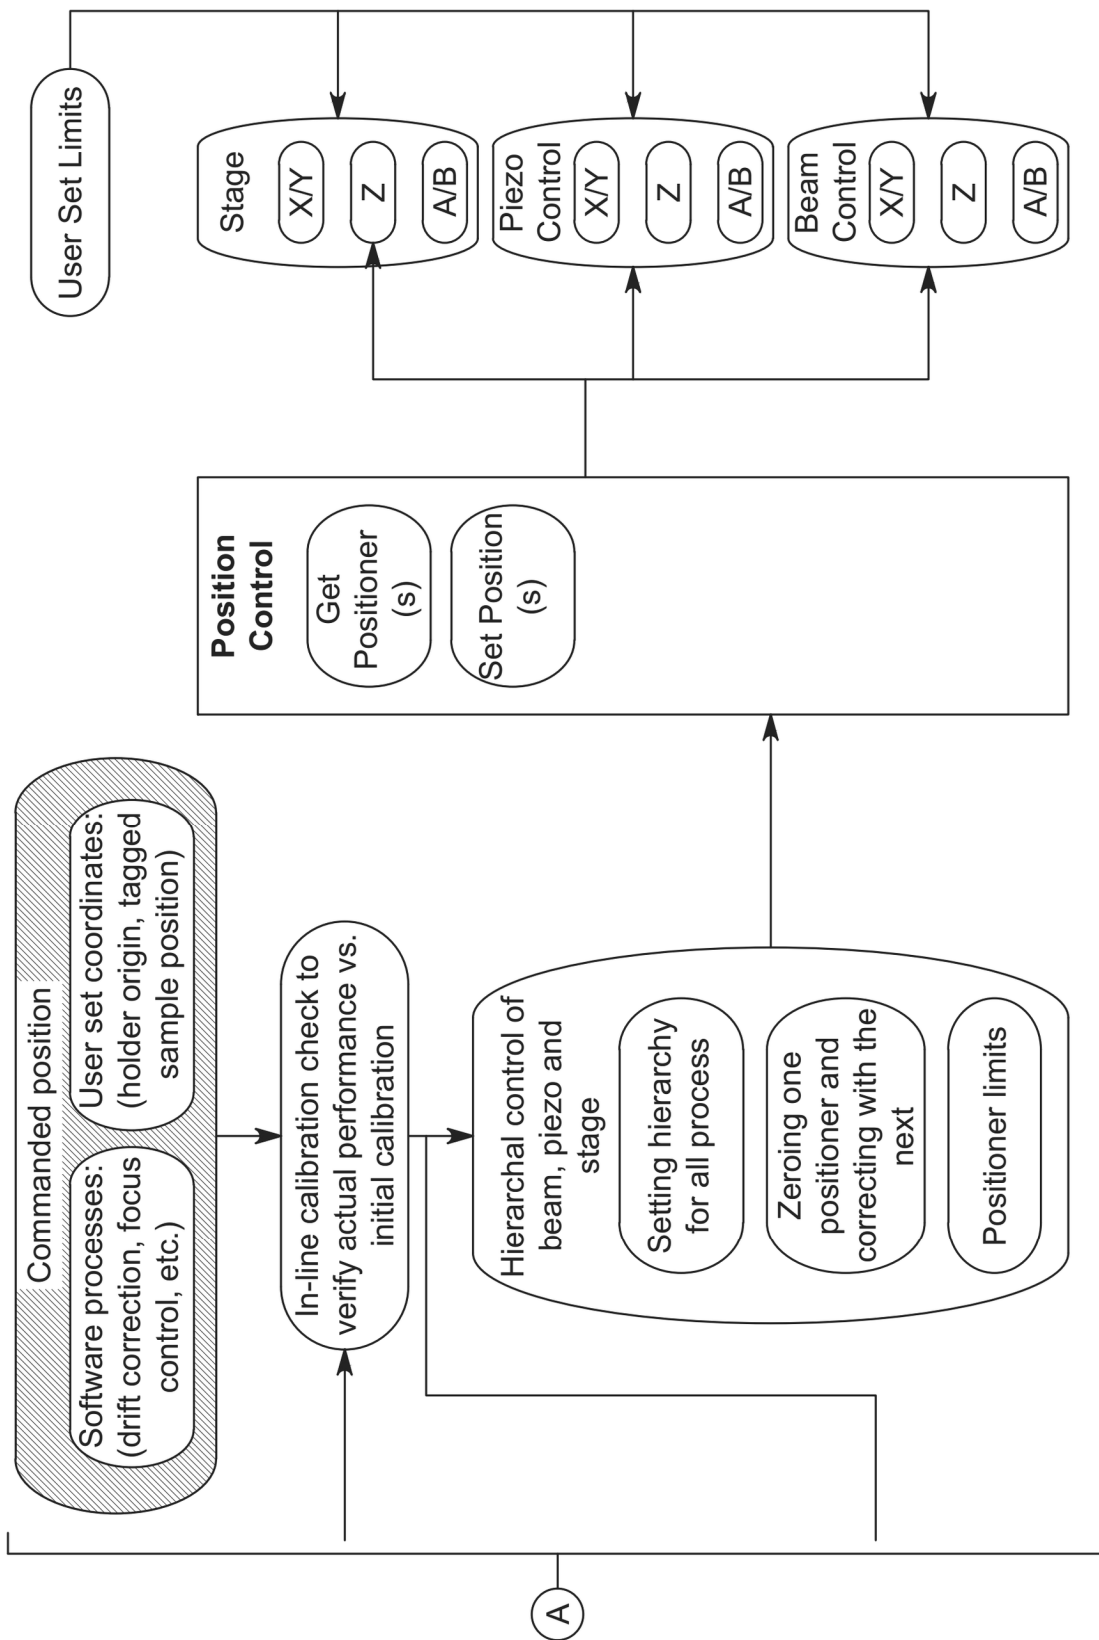 Commanded position
Software processes:
(drift correction, focus
control, etc.)
User set coordinates:
(holder origin, tagged
sample position)
In-line calibration check to
verify actual performance vs.
initial calibration
Hierarchal control of
beam, piezo and
stage
Setting hierarchy
for all process
Zeroing one
positioner and
correcting with the
next
Positioner limits
A
Position
Control
Get
Positioner
(s)
Set Position
(s)
User Set Limits
Stage
X/Y
Z
A/B
Piezo
Control
X/Y
Z
A/B
Beam
Control
X/Y
Z
A/B